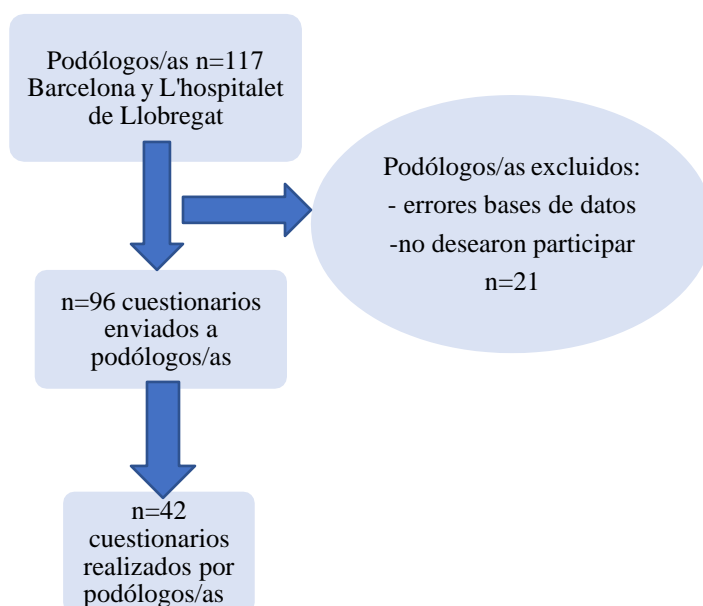 Podólogos/as n=117
Barcelona y L'hospitalet
de Llobregat
Podólogos/as excluidos:
- errores bases de datos
-no desearon participar
n=21
n=96 cuestionarios
enviados a
podólogos/as
n=42
cuestionarios
realizados por
podólogos/as